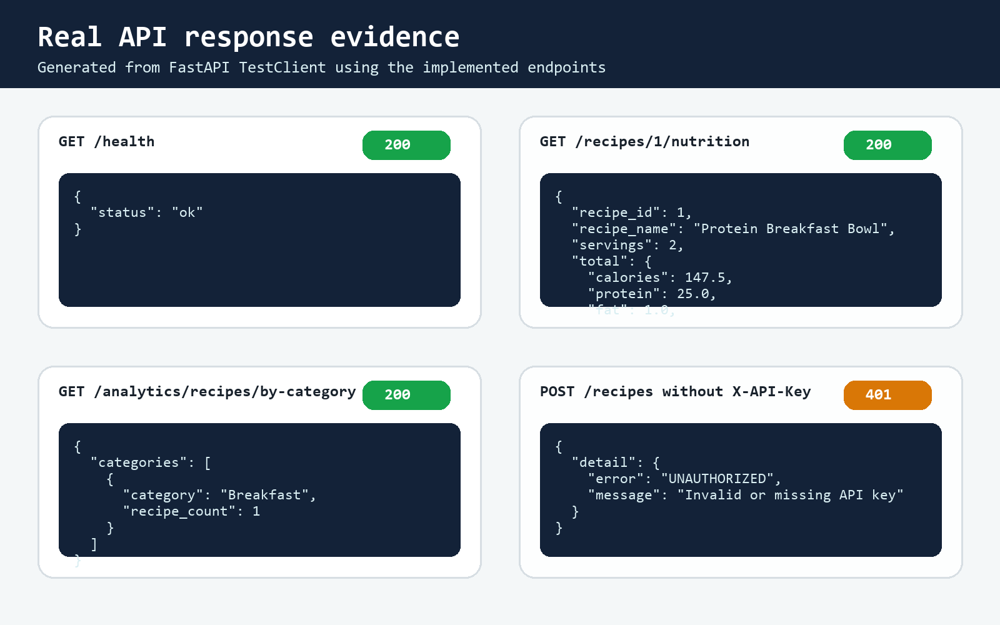 Real API response evidence
Generated from FastAPI TestClient using the implemented endpoints
GET /health
200
{
  "status": "ok"
}
GET /recipes/1/nutrition
200
{
  "recipe_id": 1,
  "recipe_name": "Protein Breakfast Bowl",
  "servings": 2,
  "total": {
    "calories": 147.5,
    "protein": 25.0,
    "fat": 1.0,
GET /analytics/recipes/by-category
200
{
  "categories": [
    {
      "category": "Breakfast",
      "recipe_count": 1
    }
  ]
}
POST /recipes without X-API-Key
401
{
  "detail": {
    "error": "UNAUTHORIZED",
    "message": "Invalid or missing API key"
  }
}